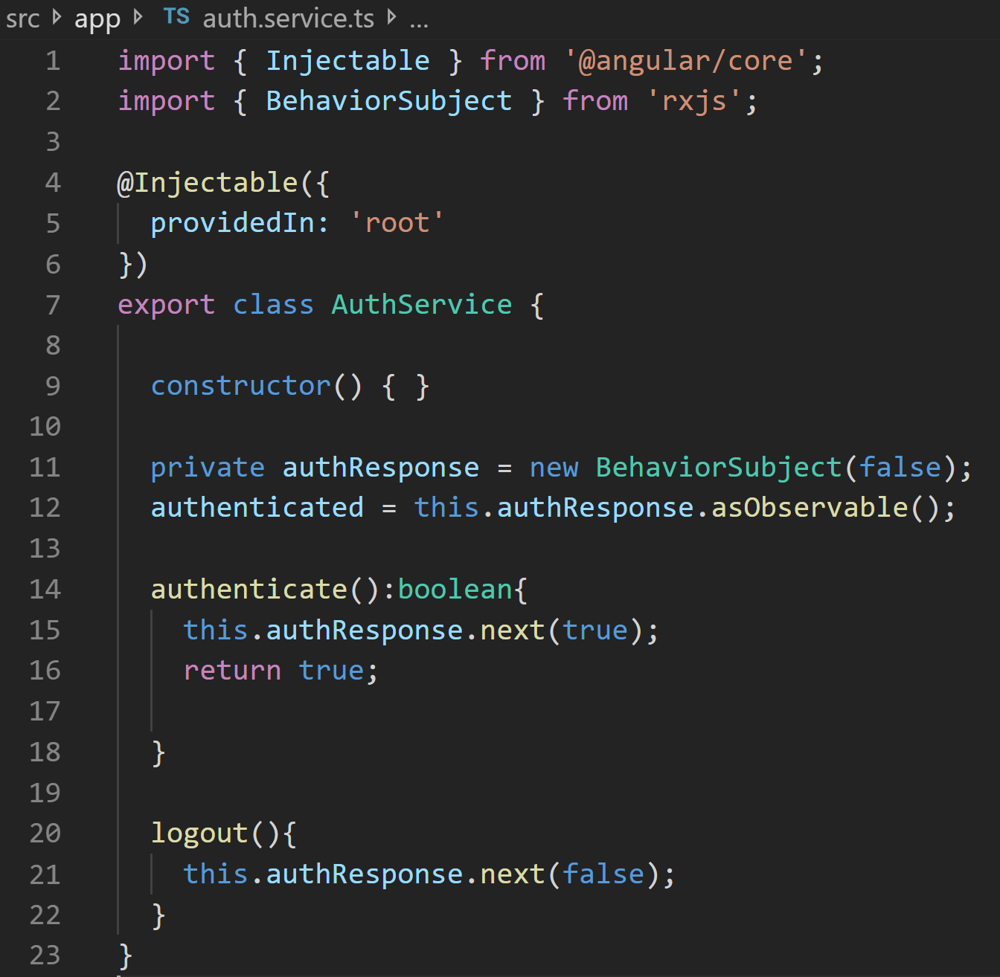 src > app > TS auth.service.ts > ...
1 import { Injectable } from '@angular/core';
2 import { BehaviorSubject } from 'rxjs';
3
4 @Injectable({
5   providedIn: 'root'
6 })
7 export class AuthService {
8
9   constructor() { }
10
11   private authResponse = new BehaviorSubject(false);
12   authenticated = this.authResponse.asObservable();
13
14   authenticate():boolean{
15     this.authResponse.next(true);
16     return true;
17
18   }
19
20   logout(){
21     this.authResponse.next(false);
22   }
23 }